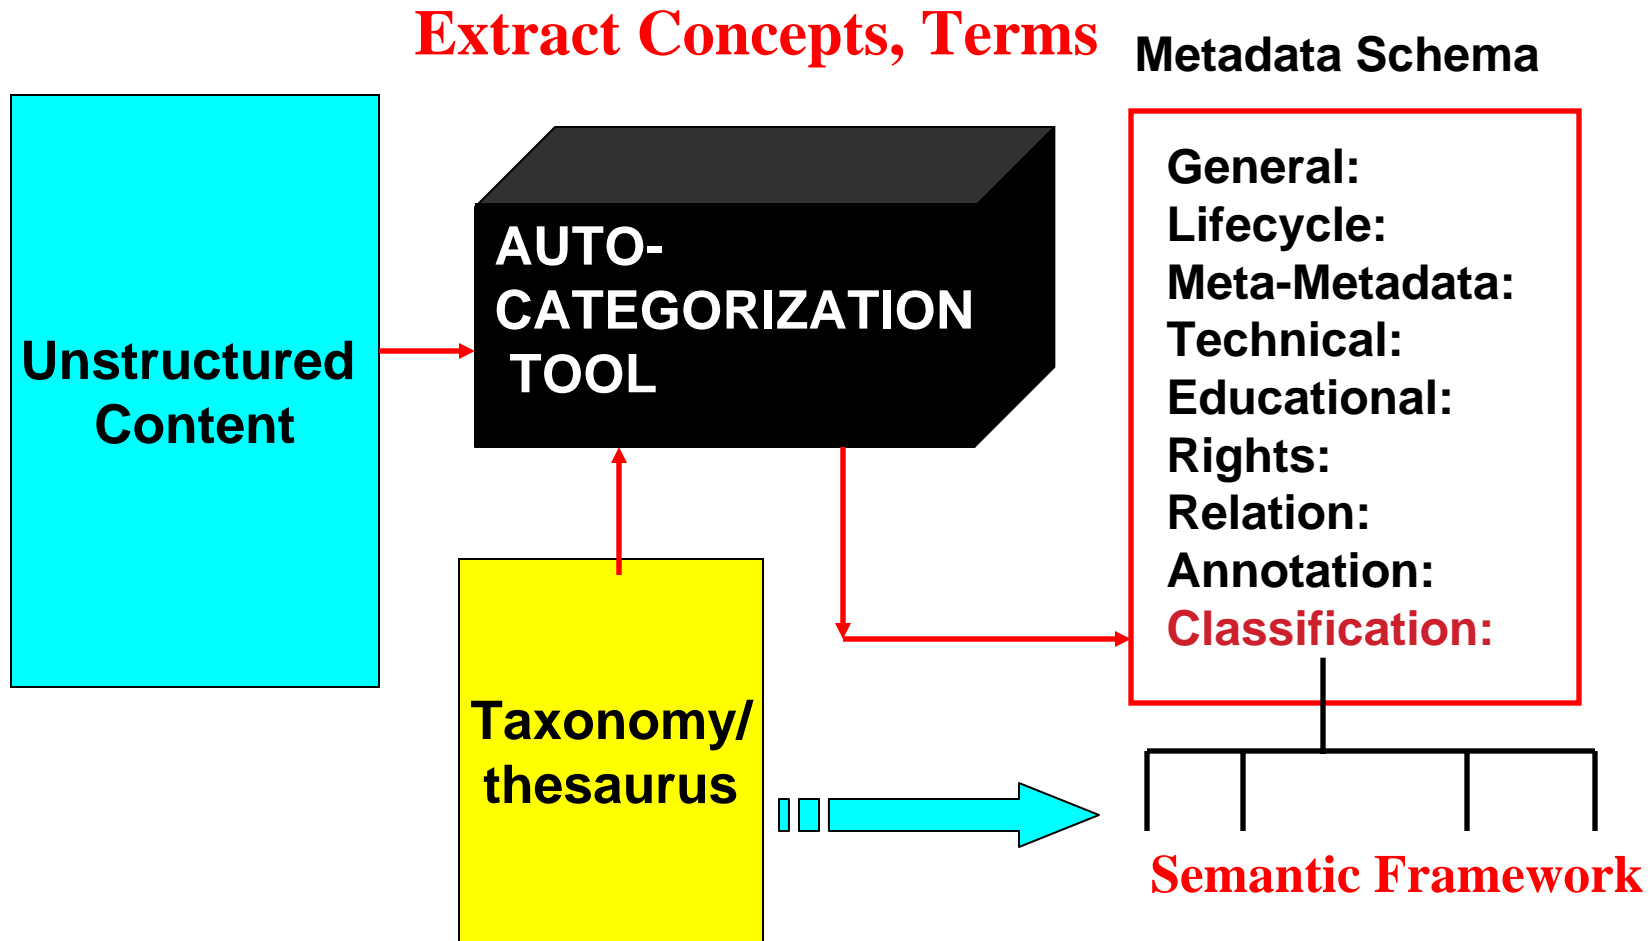 Extract Concepts, Terms
Metadata Schema
Unstructured
Content
AUTO-
CATEGORIZATION
TOOL
General:
Lifecycle:
Meta-Metadata:
Technical:
Educational:
Rights:
Relation:
Annotation:
Classification:
Taxonomy/
thesaurus
Semantic Framework